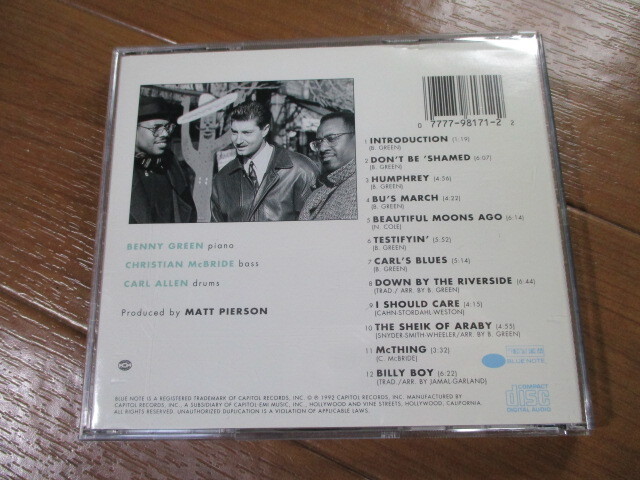 0 7777-98171-2 2
1 INTRODUCTION (1:19)
(B. GREEN)
2 DON'T BE 'SHAMED (6:07)
(B. GREEN)
3 HUMPHREY (4:56)
(B. GREEN)
4 BU'S MARCH (4:22)
(B. GREEN)
5 BEAUTIFUL MOONS AGO (6:14)
(N. COLE)
6 TESTIFYIN' (5:52)
(B. GREEN)
7 CARL'S BLUES (5:14)
(B. GREEN)
8 DOWN BY THE RIVERSIDE (6:44)
(TRAD./ ARR. BY B. GREEN)
9 I SHOULD CARE (4:15)
(CAHN-STORDAHL-WESTON)
10 THE SHEIK OF ARABY (4:55)
(SNYDER-SMITH-WHEELER/ARR. BY B. GREEN)
11 McTHING (3:32)
(C. McBRIDE)
12 BILLY BOY (6:22)
(TRAD./ARR. BY JAMAL-GARLAND)
BENNY GREEN piano
CHRISTIAN McBRIDE bass
CARL ALLEN drums
Produced by MATT PIERSON
BLUE NOTE
COMPACT
disc
DIGITAL AUDIO
BLUE NOTE IS A REGISTERED TRADEMARK OF CAPITOL RECORDS, INC. © ℗ 1992 CAPITOL RECORDS, INC. MANUFACTURED BY
CAPITOL RECORDS, INC., A SUBSIDIARY OF CAPITOL-EMI MUSIC, INC., HOLLYWOOD AND VINE STREETS, HOLLYWOOD, CALIFORNIA.
ALL RIGHTS RESERVED. UNAUTHORIZED DUPLICATION IS A VIOLATION OF APPLICABLE LAWS.